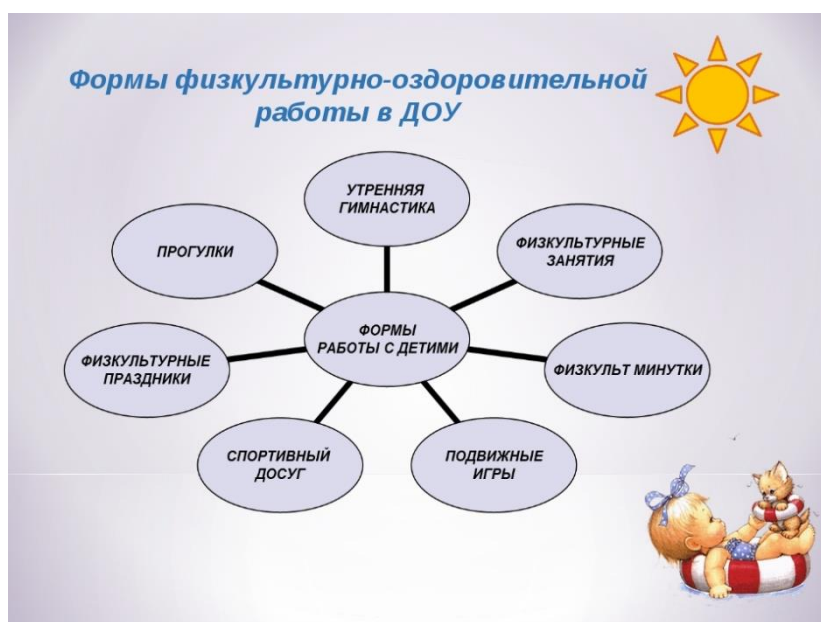 Формы физкультурно-оздоровительной
работы в ДОУ
УТРЕННЯЯ
ГИМНАСТИКА
ФИЗКУЛЬТУРНЫЕ
ЗАНЯТИЯ
ФИЗКУЛЬТ МИНУТКИ
ПОДВИЖНЫЕ
ИГРЫ
СПОРТИВНЫЙ
ДОСУГ
ФИЗКУЛЬТУРНЫЕ
ПРАЗДНИКИ
ПРОГУЛКИ
ФОРМЫ
РАБОТЫ С ДЕТИМИ